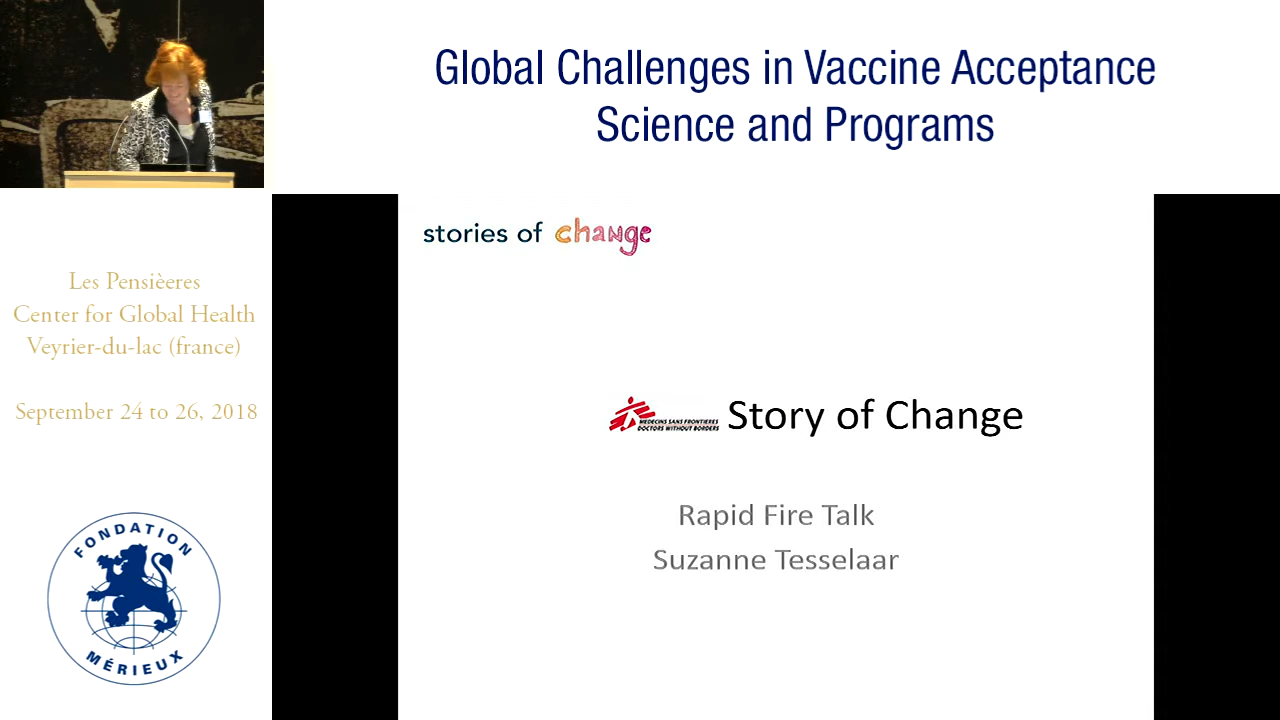 Global Challenges in Vaccine Acceptance
Science and Programs
Les Pensièeres
Center for Global Health
Veyrier-du-lac (france)
September 24 to 26, 2018
FONDATION
MÉRIEUX
stories of change
MEDECINS SANS FRONTIERES
DOCTORS WITHOUT BORDERS
Story of Change
Rapid Fire Talk
Suzanne Tesselaar